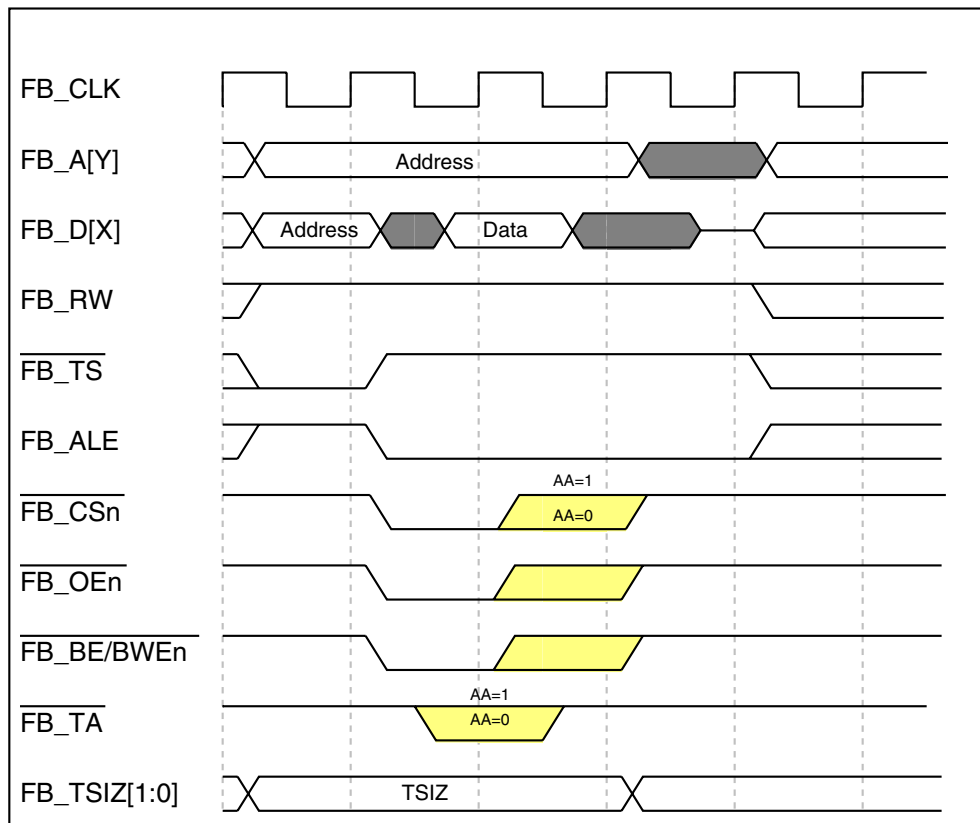 FB_CLK
FB_A[Y]
Address
FB_D[X]
Address
Data
FB_RW
FB_TS
FB_ALE
FB_CSn
AA=1
AA=0
FB_OEn
FB_BE/BWEn
FB_TA
AA=1
AA=0
FB_TSIZ[1:0]
TSIZ